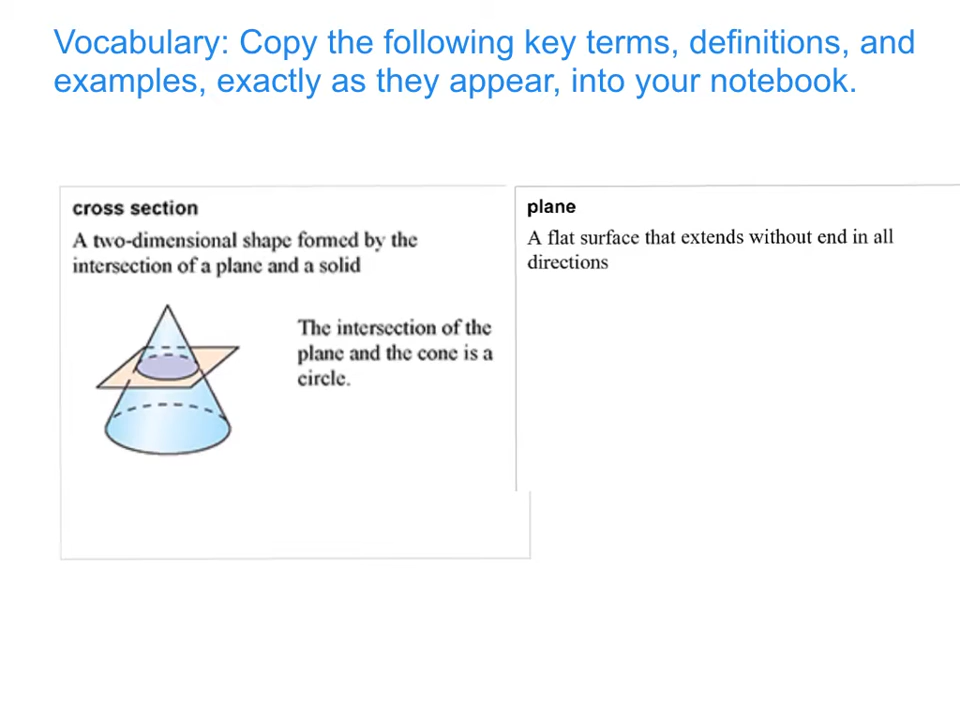 Vocabulary: Copy the following key terms, definitions, and
examples, exactly as they appear, into your notebook.
cross section
A two-dimensional shape formed by the
intersection of a plane and a solid
The intersection of the
plane and the cone is a
circle.
plane
A flat surface that extends without end in all
directions